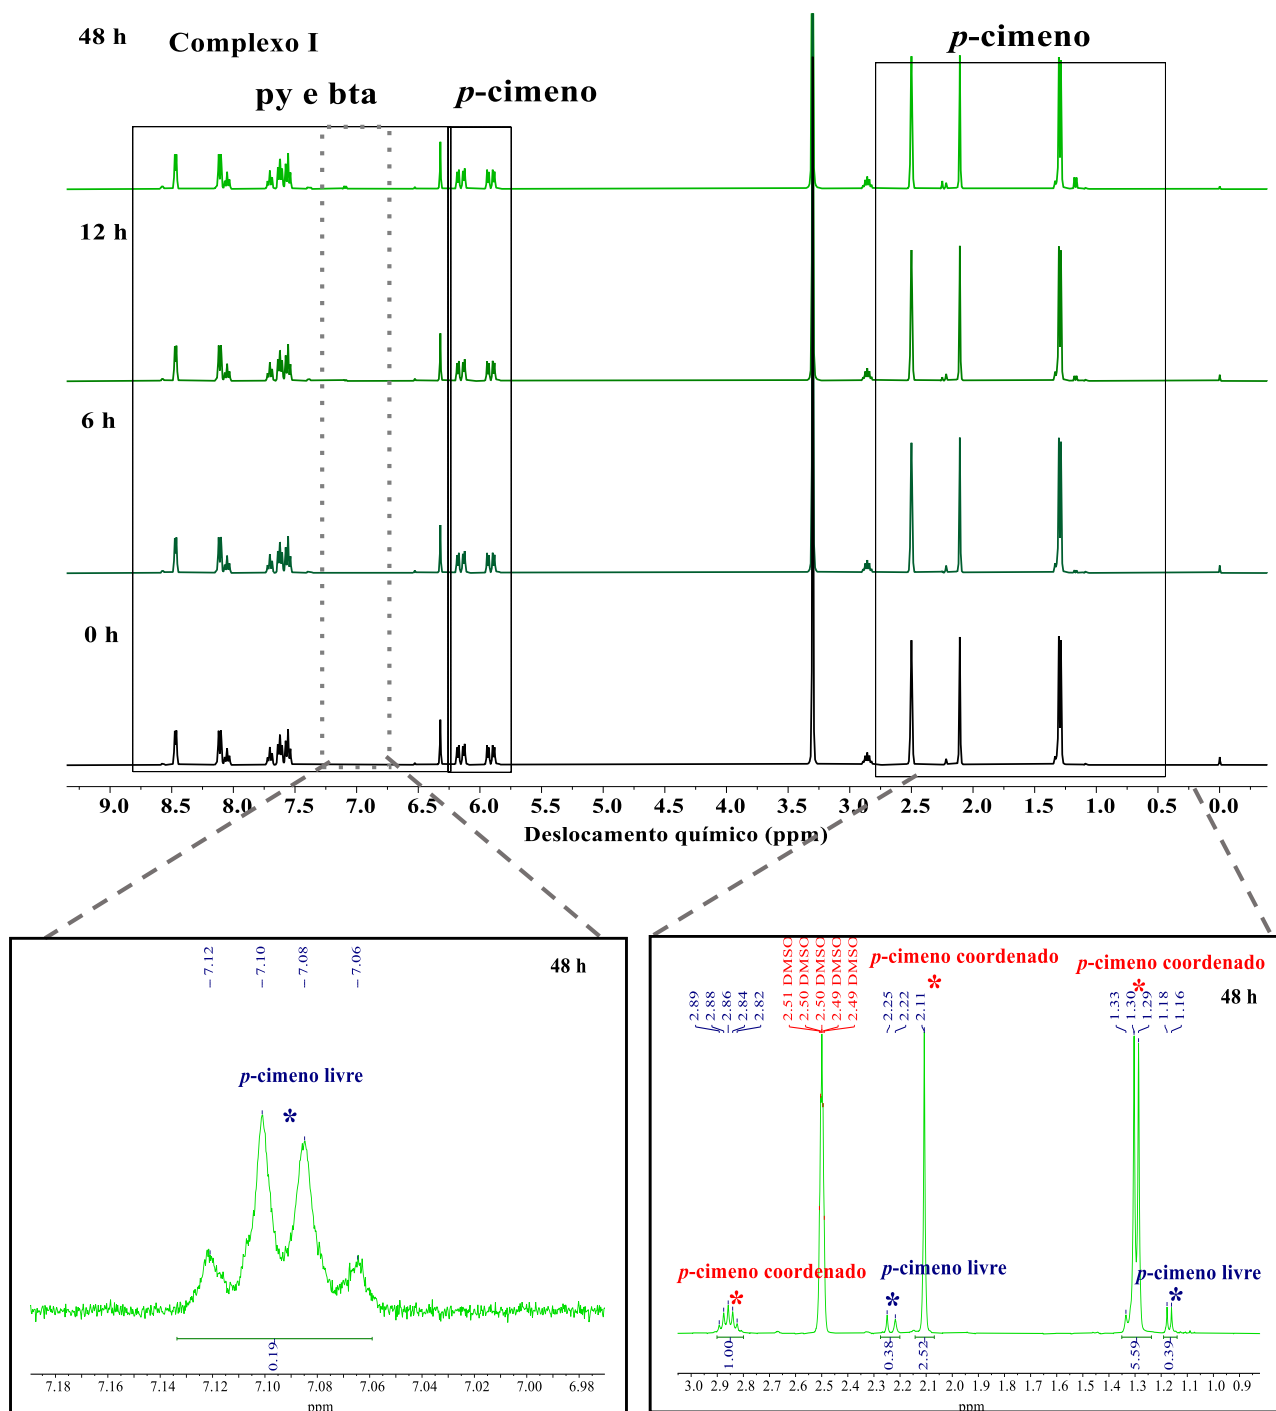 48 h
Complexo I
p-cimeno
py e bta
p-cimeno
12 h
6 h
0 h
9.0 8.5 8.0 7.5 7.0 6.5 6.0 5.5 5.0 4.5 4.0 3.5 3.0 2.5 2.0 1.5 1.0 0.5 0.0
Deslocamento químico (ppm)
7.12 7.10 7.08 7.06
48 h
p-cimeno livre
*
0.19
7.18 7.16 7.14 7.12 7.10 7.08 7.06 7.04 7.02 7.00 6.98
ppm
2.89 2.88 2.86 2.84 2.82 2.51 DMSO 2.50 DMSO 2.50 DMSO 2.49 DMSO 2.49 DMSO 2.25 2.22 2.11 1.33 1.30 1.29 1.18 1.16
p-cimeno coordenado
*
p-cimeno coordenado
*
48 h
p-cimeno coordenado
*
p-cimeno livre
*
p-cimeno livre
*
1.00 0.38 2.52 5.59 0.39
3.0 2.9 2.8 2.7 2.6 2.5 2.4 2.3 2.2 2.1 2.0 1.9 1.8 1.7 1.6 1.5 1.4 1.3 1.2 1.1 1.0 0.9
ppm